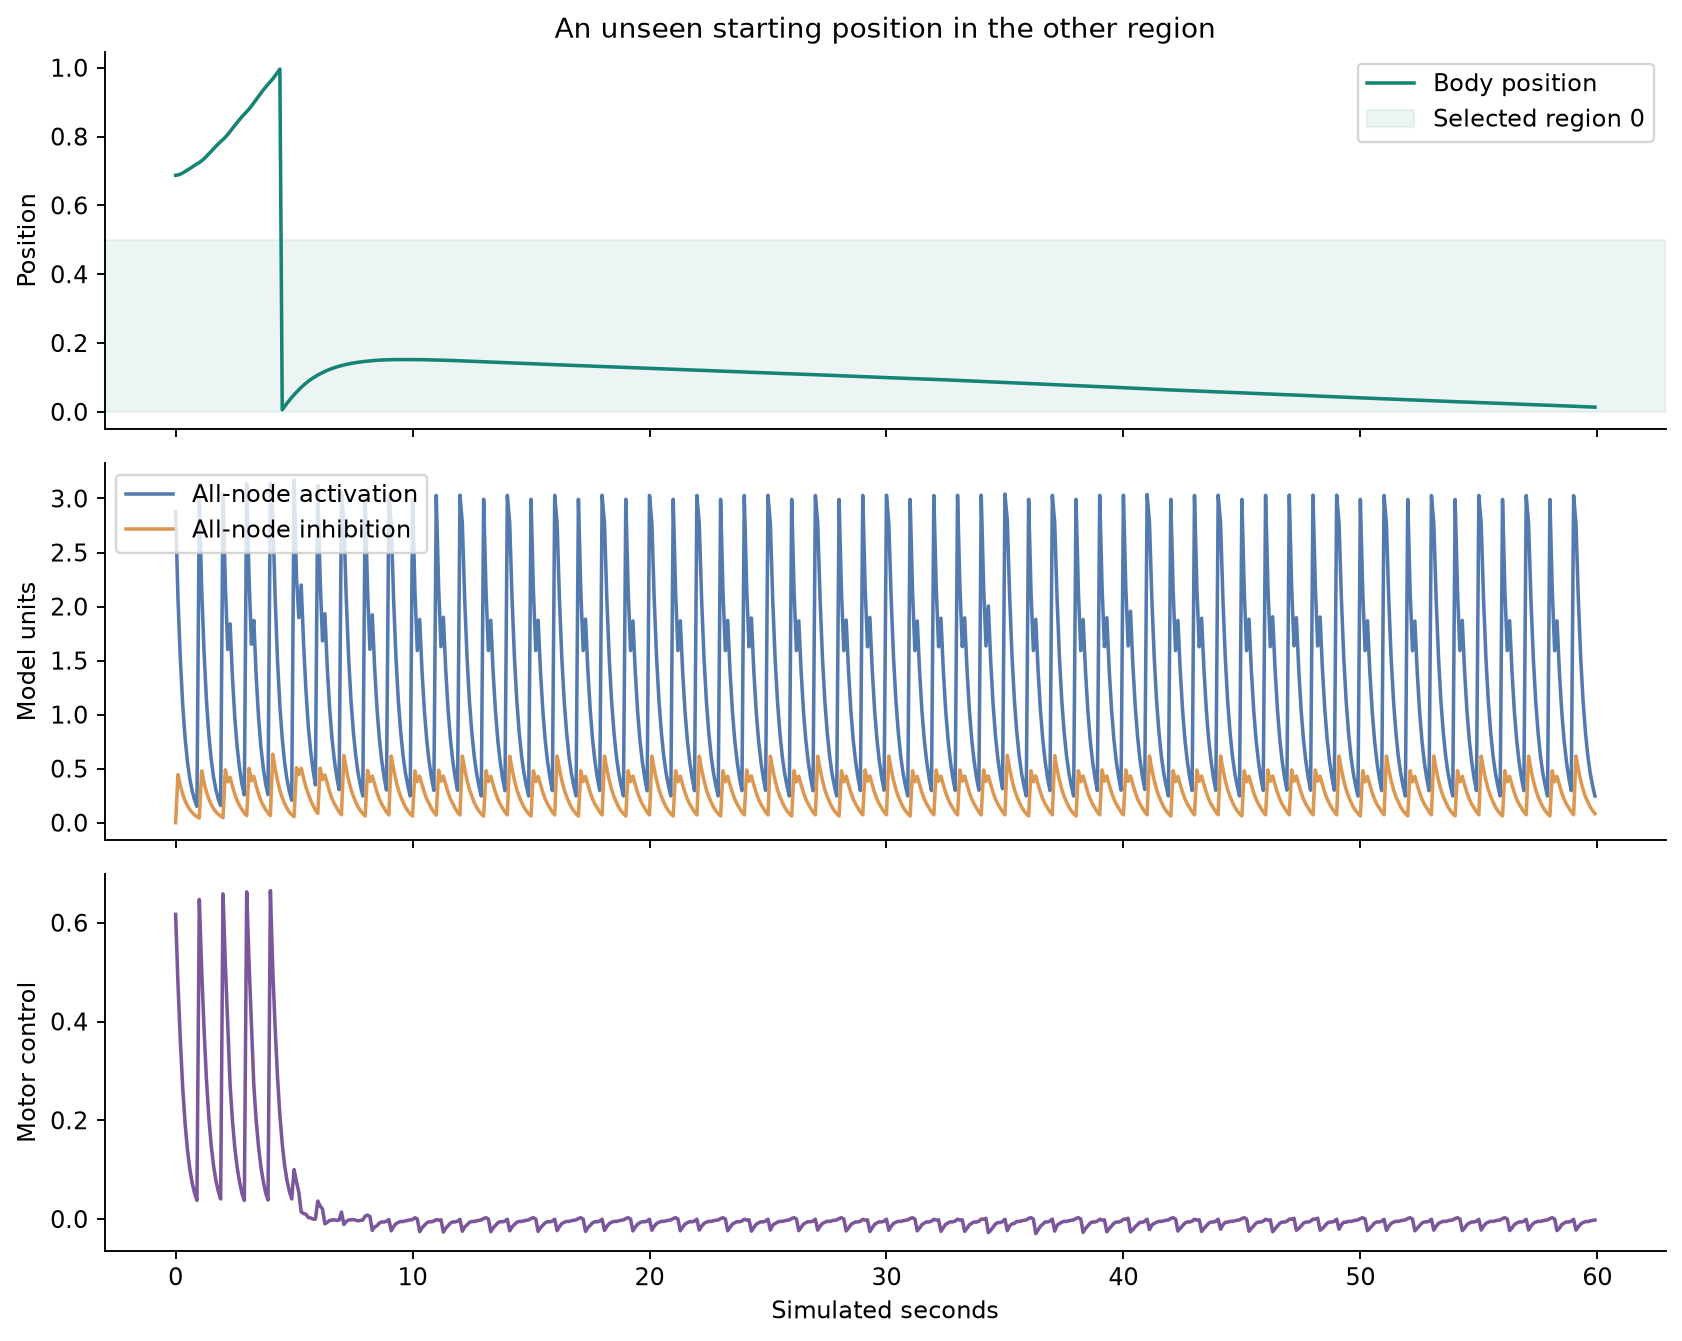 An unseen starting position in the other region
1.0
0.8
0.6
0.4
0.2
0.0
Position
Body position
Selected region 0
3.0
2.5
2.0
1.5
1.0
0.5
0.0
Model units
All-node activation
All-node inhibition
0.6
0.4
0.2
0.0
Motor control
0 10 20 30 40 50 60
Simulated seconds